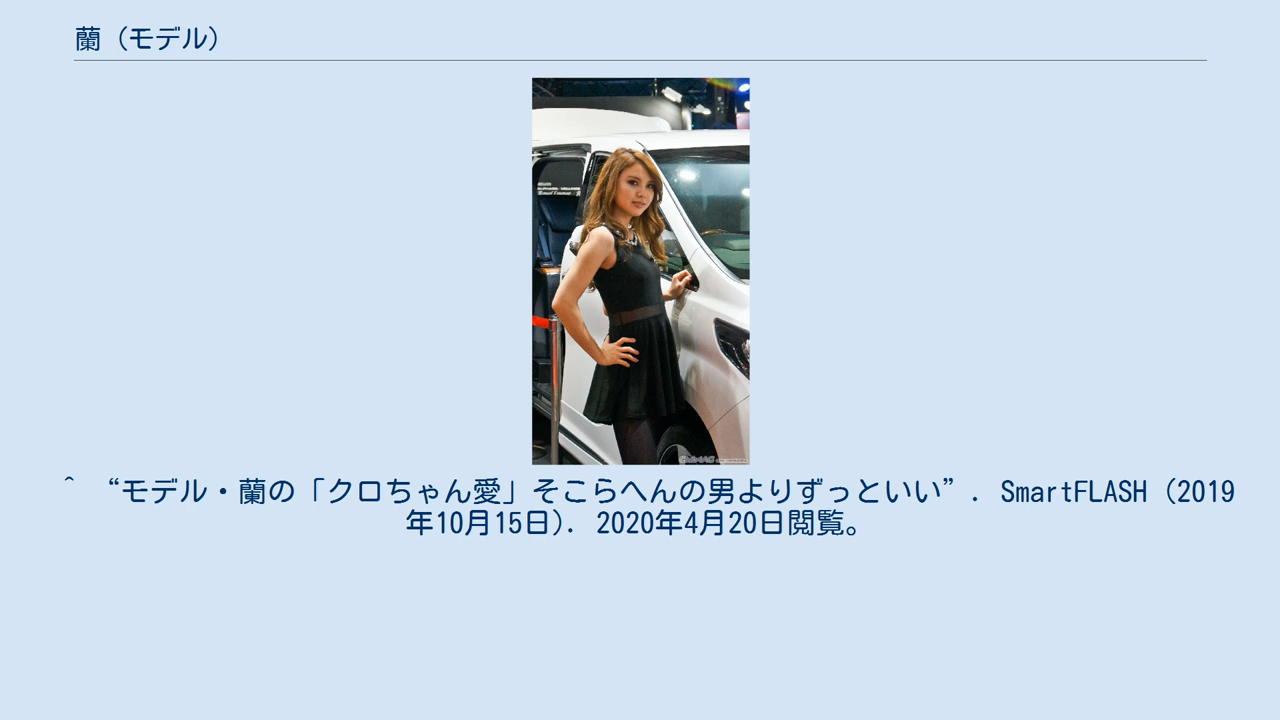 蘭（モデル）
^ “モデル・蘭の「クロちゃん愛」そこらへんの男よりずっといい”. SmartFLASH (2019
年10月15日). 2020年4月20日閲覧。